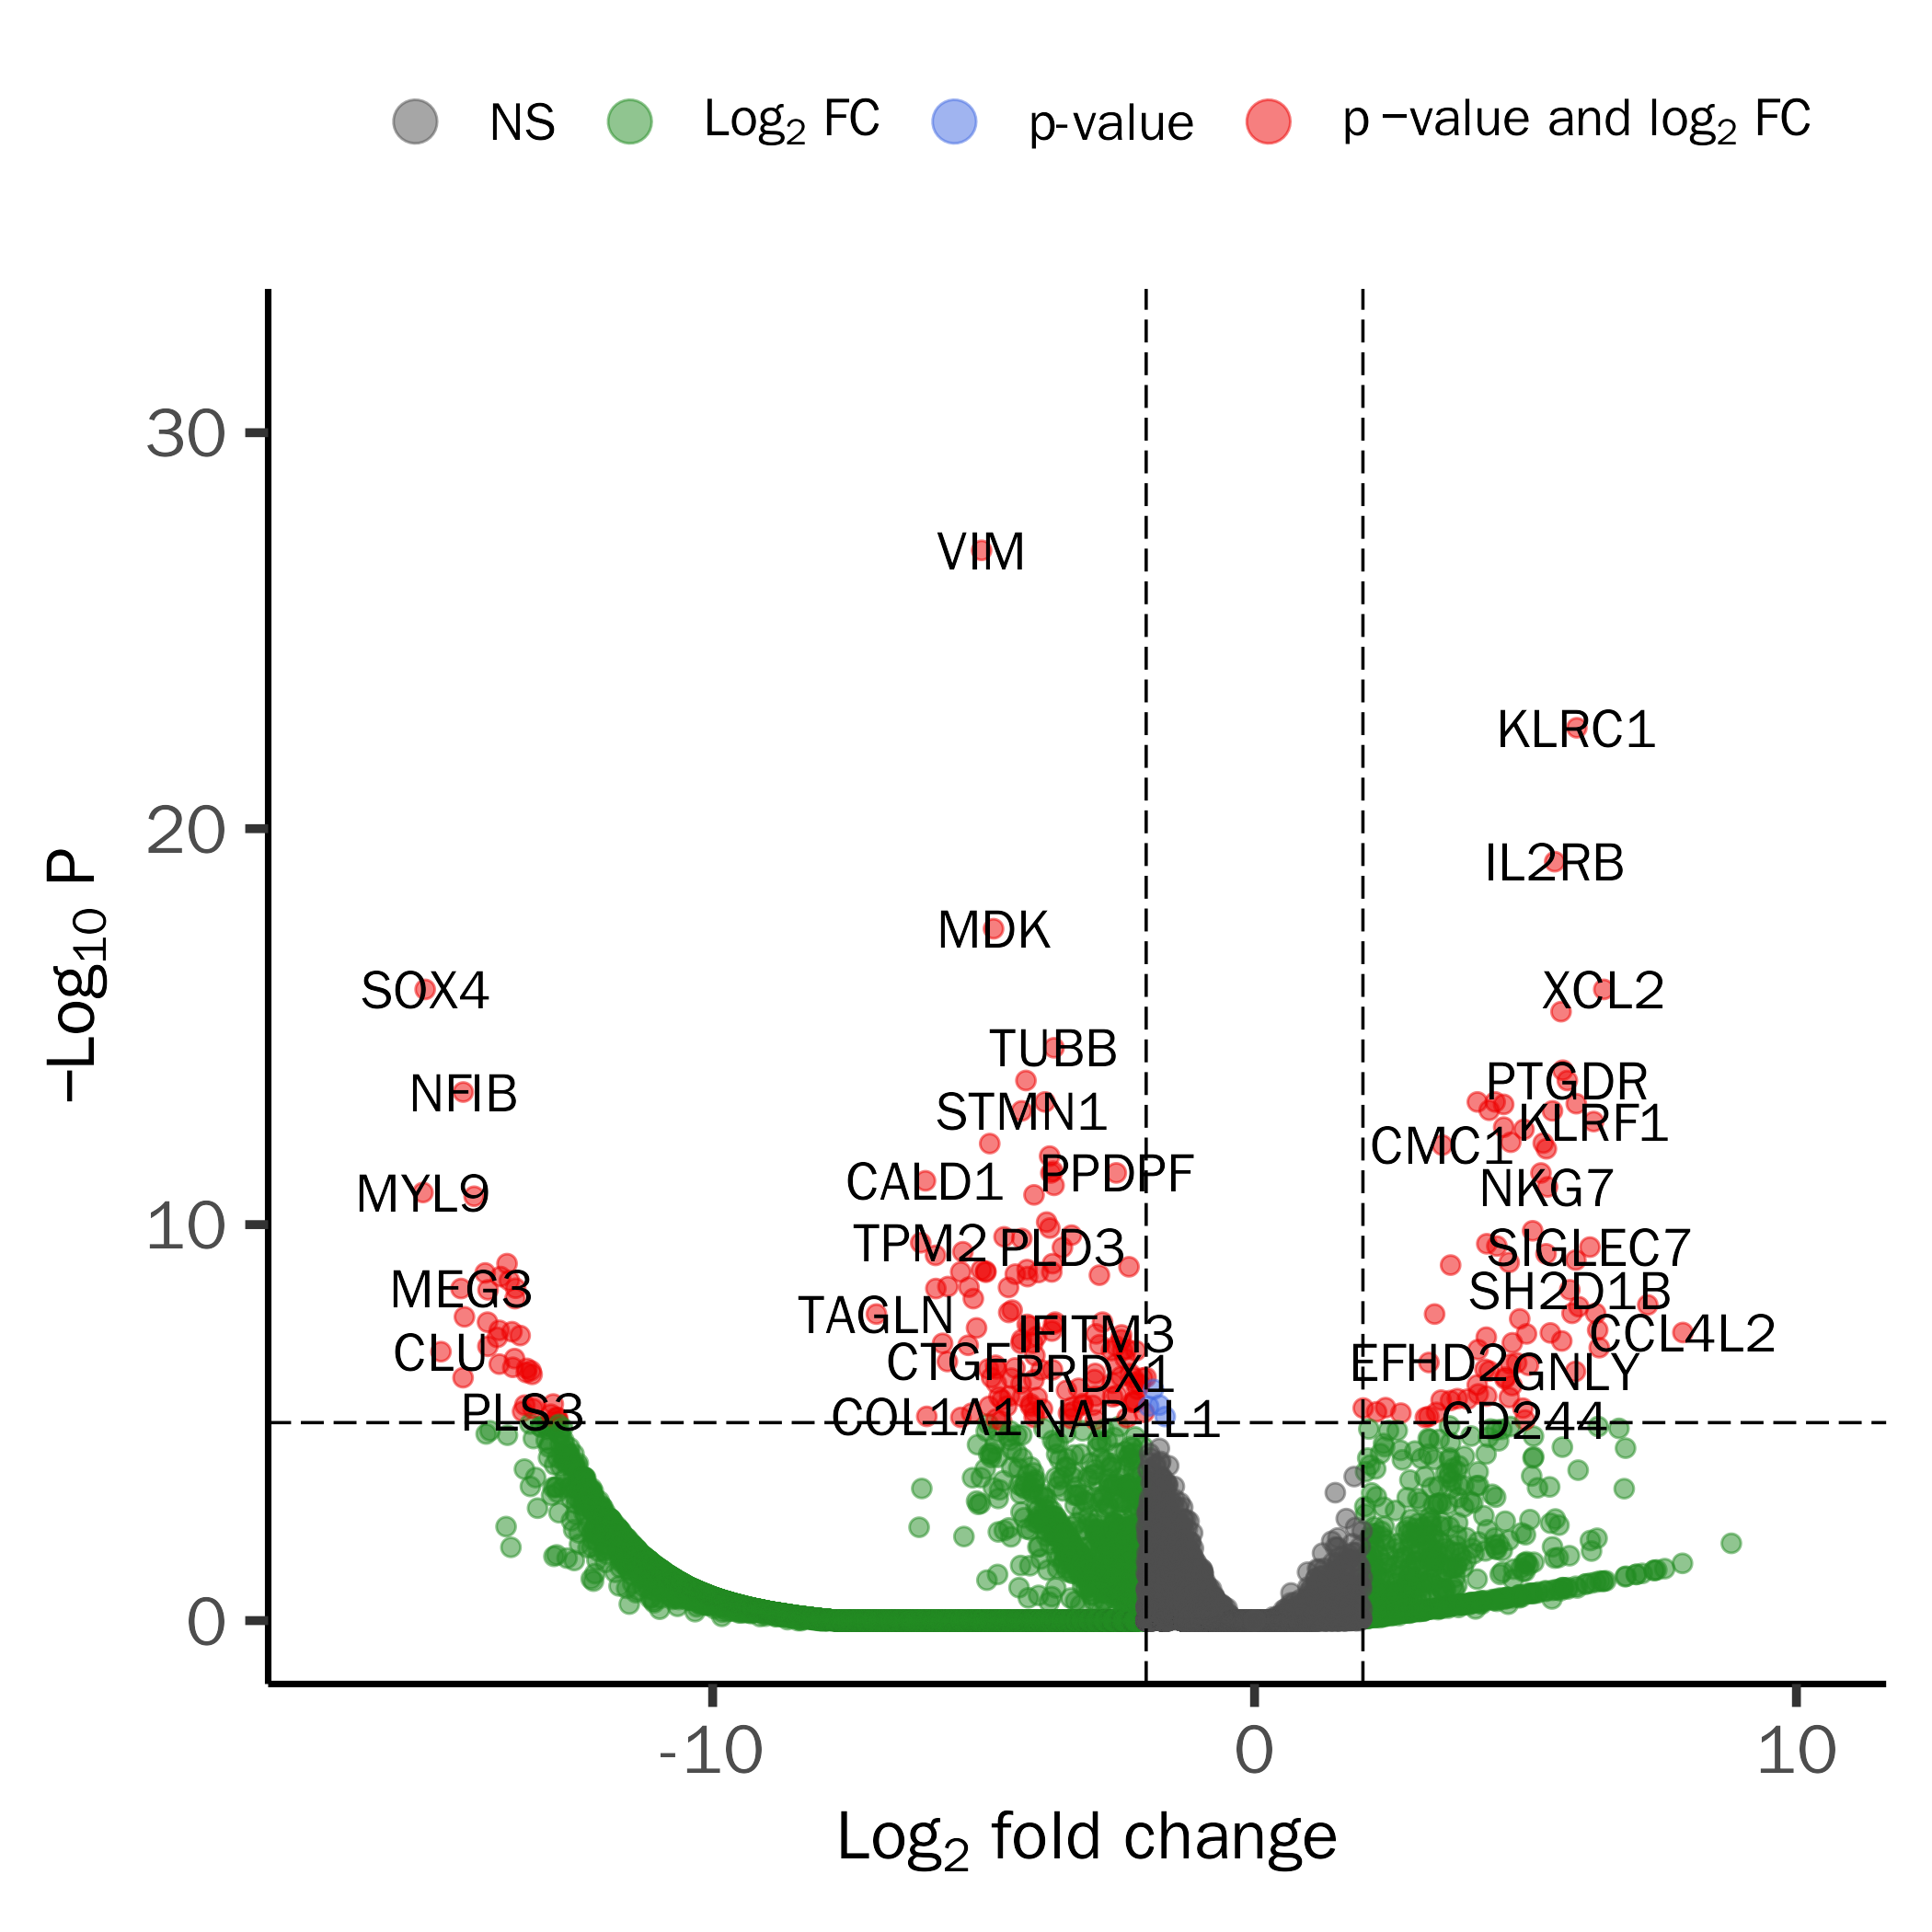 NS Log₂ FC p-value p −value and log₂ FC
30
20
10
0
−Log₁₀ P
VIM
KLRC1
IL2RB
MDK
SOX4
XCL2
TUBB
NFIB
PTGDR
STMN1
KLRF1
CMC1
PPDPF
CALD1
NKG7
MYL9
TPM2
PLD3
SIGLEC7
MEG3
SH2D1B
TAGLN
IFITM3
CCL4L2
CLU
CTGF
EFHD2
PRDX1
GNLY
PLS3
COL1A1
NAP1L1
CD244
-10 0 10
Log₂ fold change